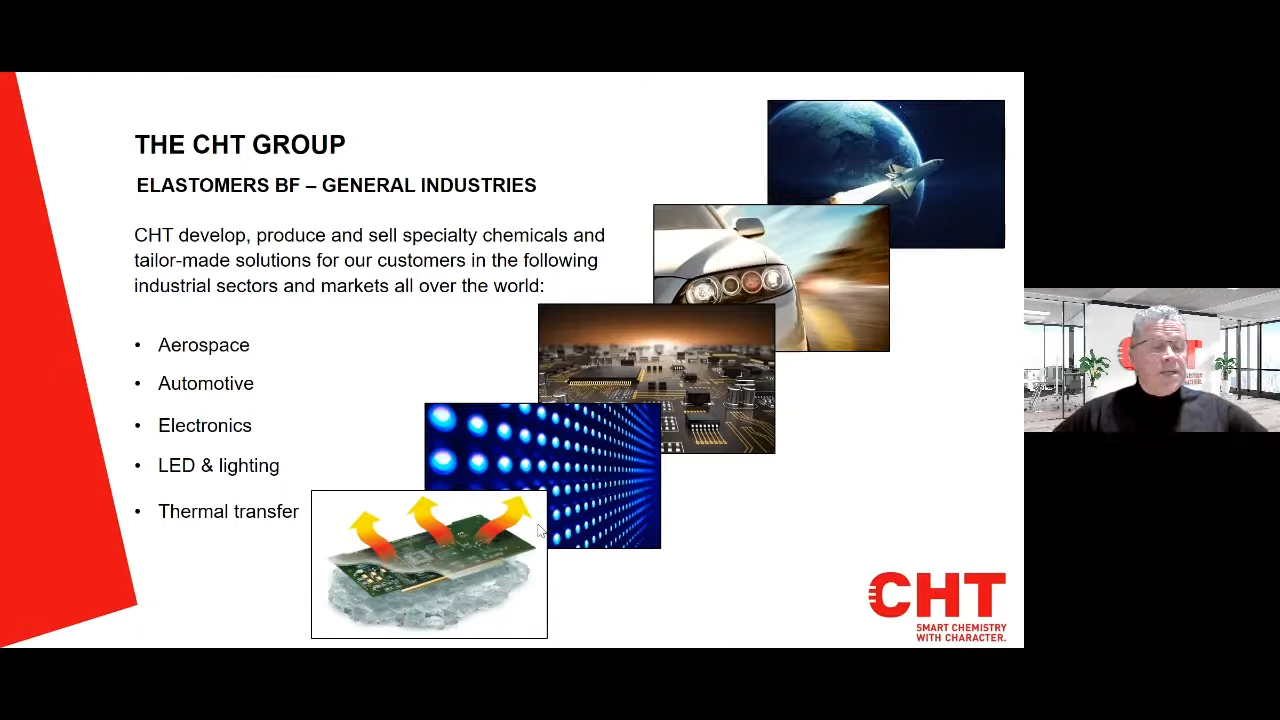 THE CHT GROUP
ELASTOMERS BF – GENERAL INDUSTRIES
CHT develop, produce and sell specialty chemicals and
tailor-made solutions for our customers in the following
industrial sectors and markets all over the world:
• Aerospace
• Automotive
• Electronics
• LED & lighting
• Thermal transfer
CHT
SMART CHEMISTRY
WITH CHARACTER.